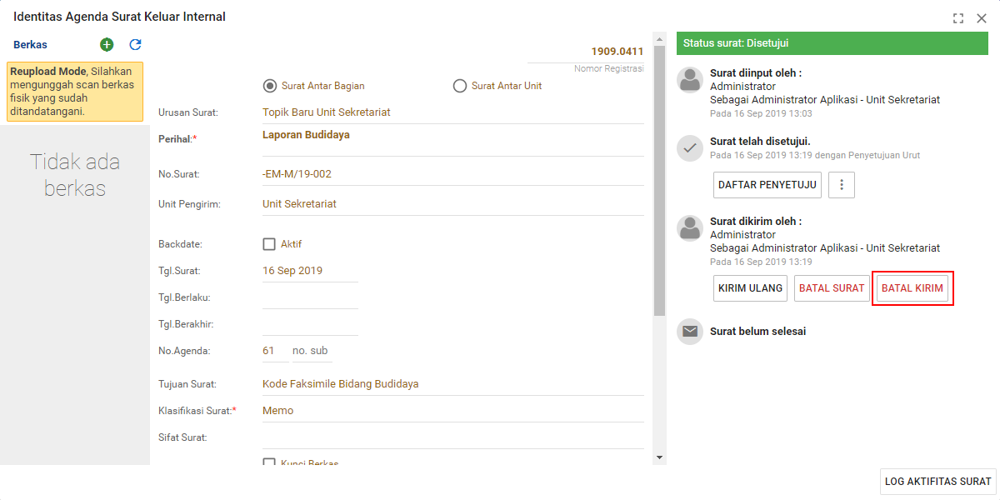 Identitas Agenda Surat Keluar Internal
Berkas
Reupload Mode, Silahkan
mengunggah scan berkas
fisik yang sudah
ditandatangani.
Tidak ada
berkas
1909.0411
Nomor Registrasi
Surat Antar Bagian
Surat Antar Unit
Urusan Surat: Topik Baru Unit Sekretariat
Perihal:* Laporan Budidaya
No.Surat: -EM-M/19-002
Unit Pengirim: Unit Sekretariat
Backdate: Aktif
Tgl.Surat: 16 Sep 2019
Tgl.Berlaku:
Tgl.Berakhir:
No.Agenda: 61 no. sub
Tujuan Surat: Kode Faksimile Bidang Budidaya
Klasifikasi Surat:* Memo
Sifat Surat:
Kunci Berkas
Status surat: Disetujui
Surat diinput oleh :
Administrator
Sebagai Administrator Aplikasi - Unit Sekretariat
Pada 16 Sep 2019 13:03
Surat telah disetujui.
Pada 16 Sep 2019 13:19 dengan Penyetujuan Urut
DAFTAR PENYETUJU
Surat dikirim oleh :
Administrator
Sebagai Administrator Aplikasi - Unit Sekretariat
Pada 16 Sep 2019 13:19
KIRIM ULANG BATAL SURAT BATAL KIRIM
Surat belum selesai
LOG AKTIFITAS SURAT